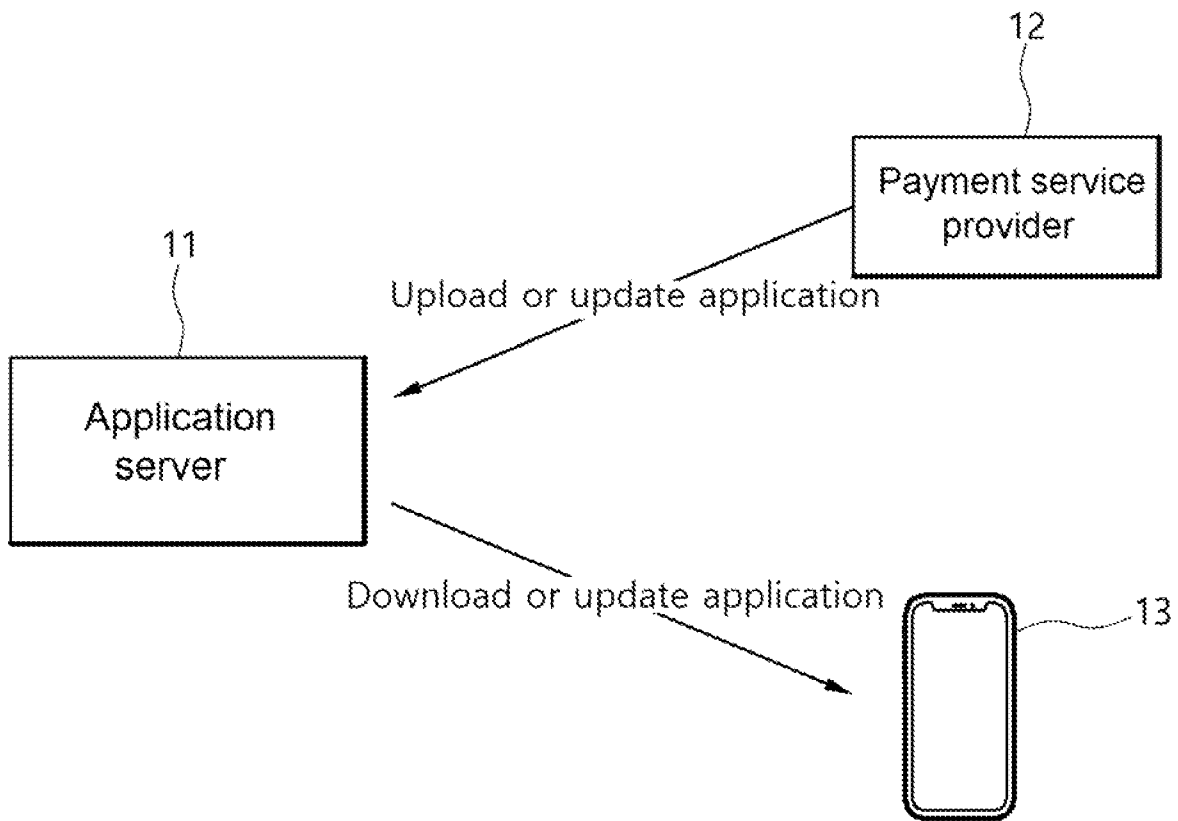 12
Payment service
provider
11
Upload or update application
Application
server
Download or update application
13